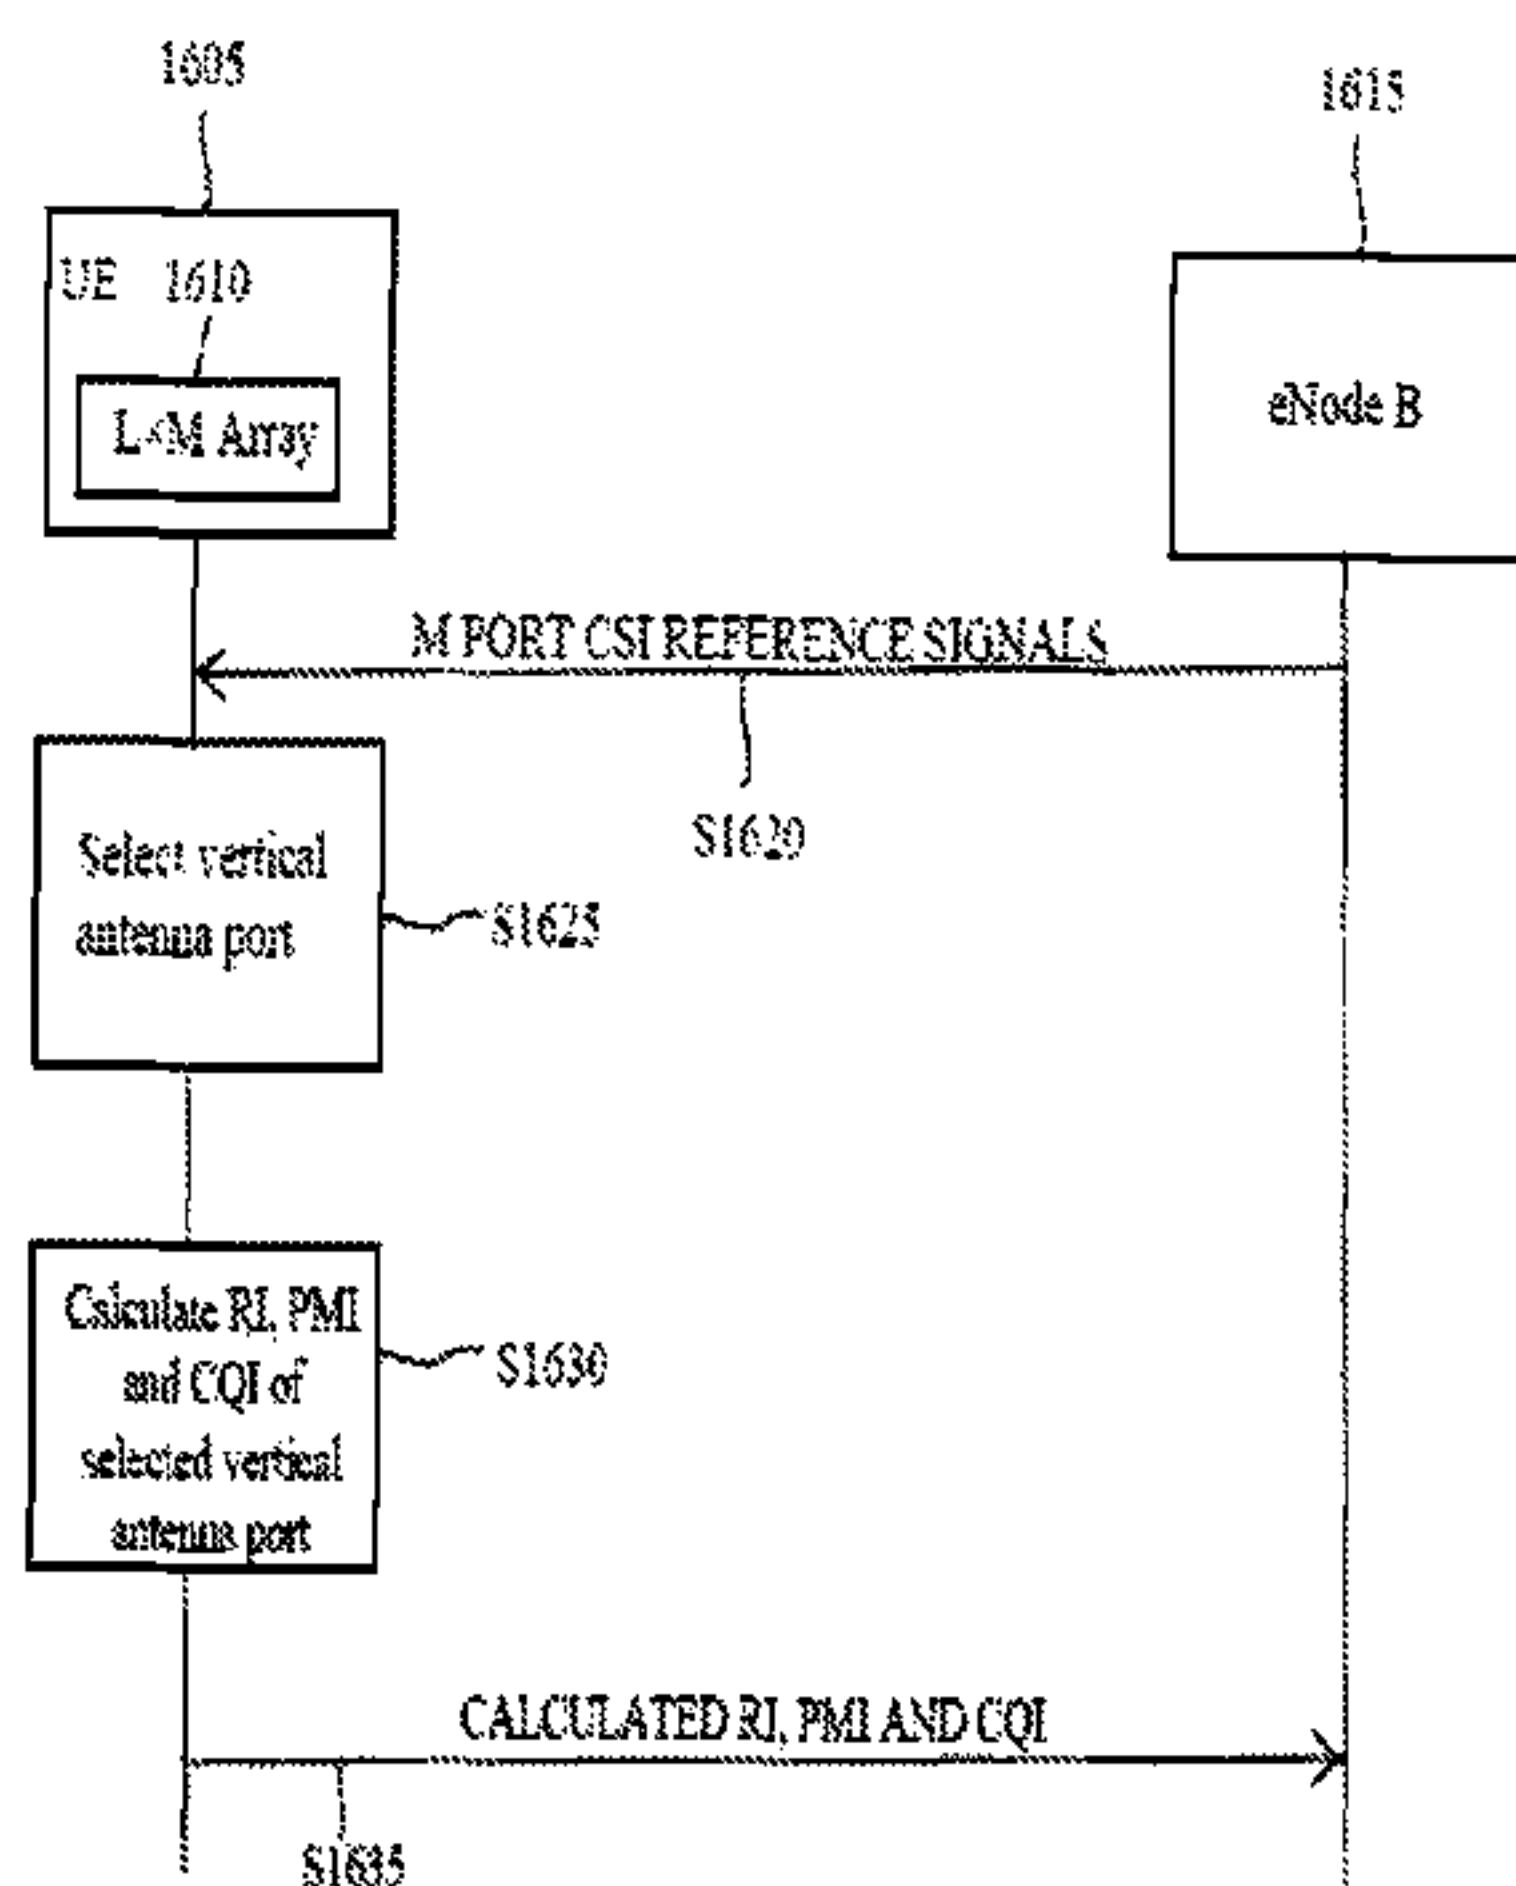 1605
1615
UE 1610
L×M Array
eNode B
M PORT CSI REFERENCE SIGNALS
S1620
Select vertical
antenna port
S1625
Calculate RI, PMI
and CQI of
selected vertical
antenna port
S1630
CALCULATED RI, PMI AND CQI
S1635